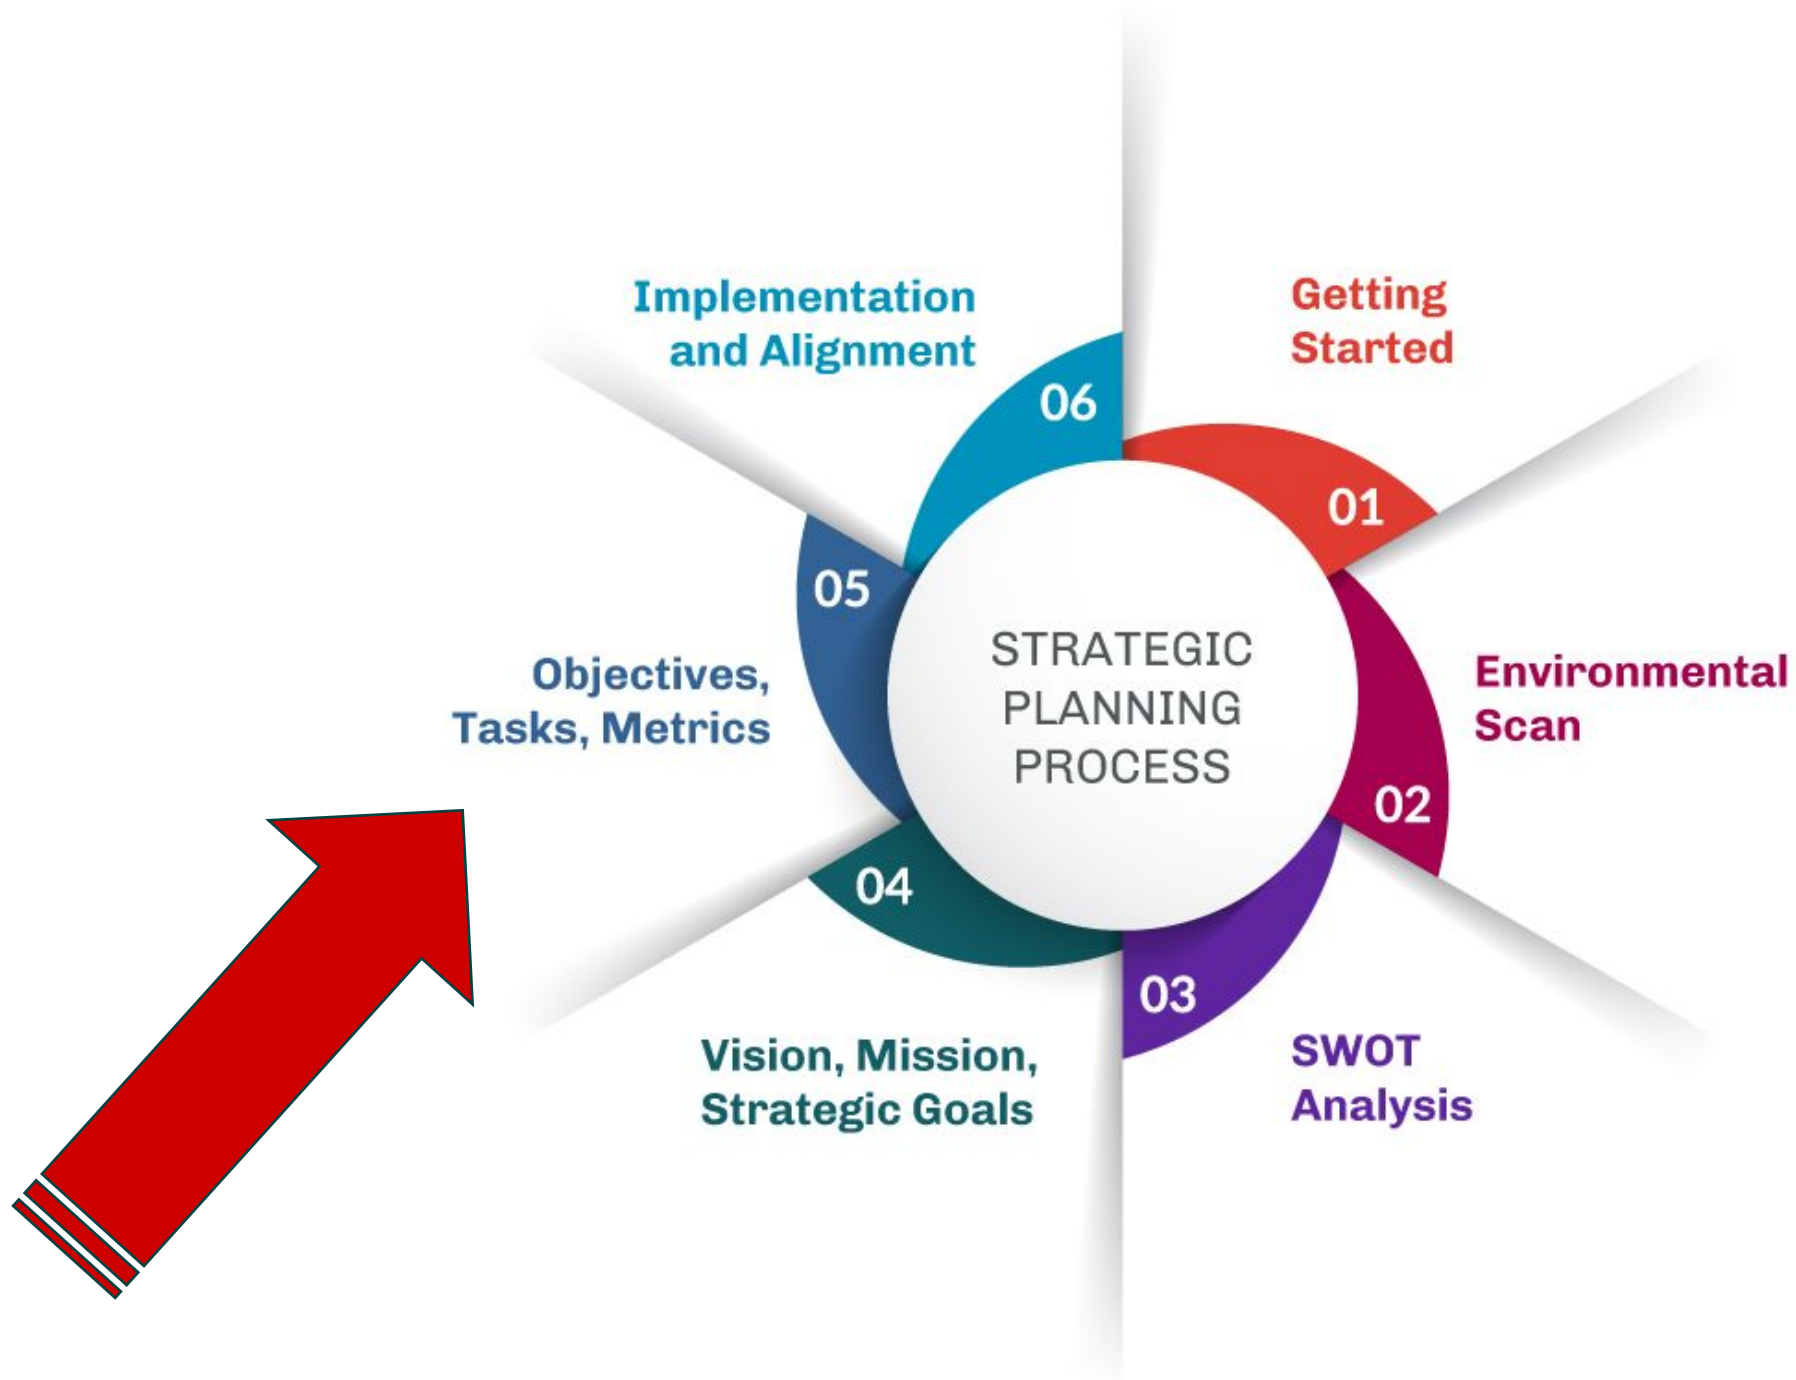 STRATEGIC
PLANNING
PROCESS
01
Getting
Started
02
Environmental
Scan
03
SWOT
Analysis
04
Vision, Mission,
Strategic Goals
05
Objectives,
Tasks, Metrics
06
Implementation
and Alignment